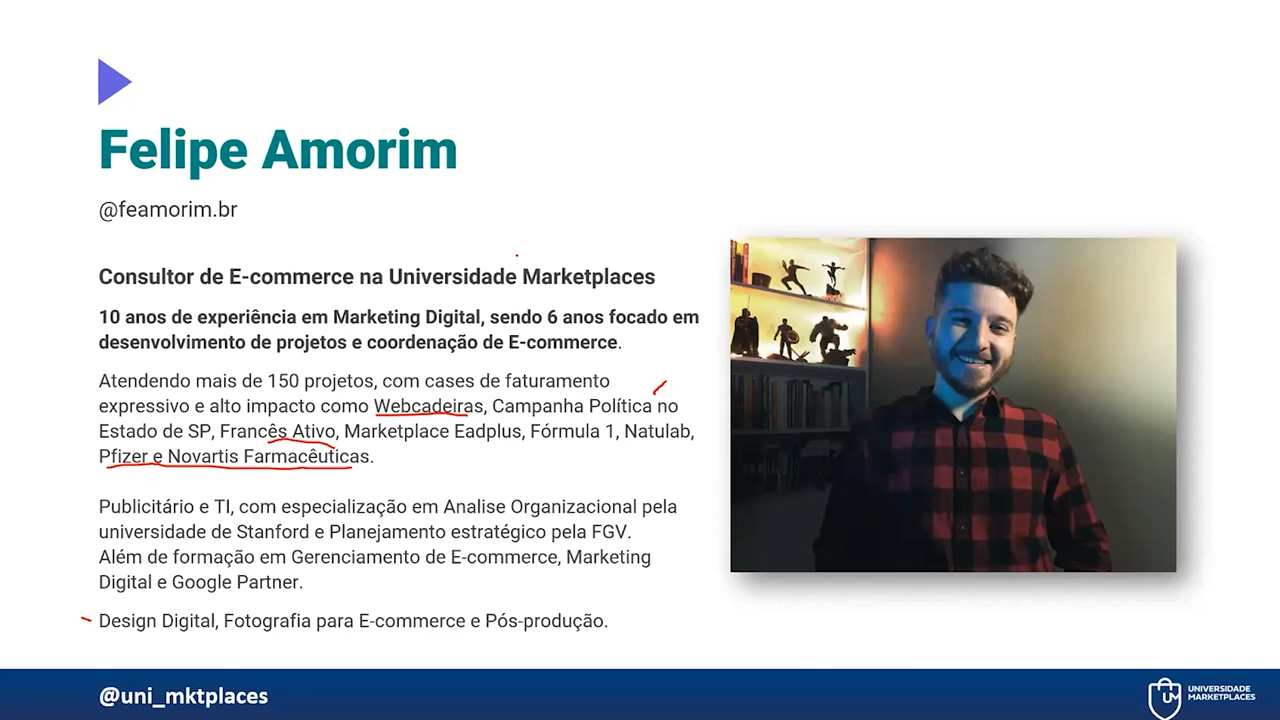 Felipe Amorim
@feamorim.br
Consultor de E-commerce na Universidade Marketplaces
10 anos de experiência em Marketing Digital, sendo 6 anos focado em
desenvolvimento de projetos e coordenação de E-commerce.
Atendendo mais de 150 projetos, com cases de faturamento
expressivo e alto impacto como Webcadeiras, Campanha Política no
Estado de SP, Francês Ativo, Marketplace Eadplus, Fórmula 1, Natulab,
Pfizer e Novartis Farmacêuticas.
Publicitário e TI, com especialização em Analise Organizacional pela
universidade de Stanford e Planejamento estratégico pela FGV.
Além de formação em Gerenciamento de E-commerce, Marketing
Digital e Google Partner.
Design Digital, Fotografia para E-commerce e Pós-produção.
@uni_mktplaces
UM
UNIVERSIDADE
MARKETPLACES